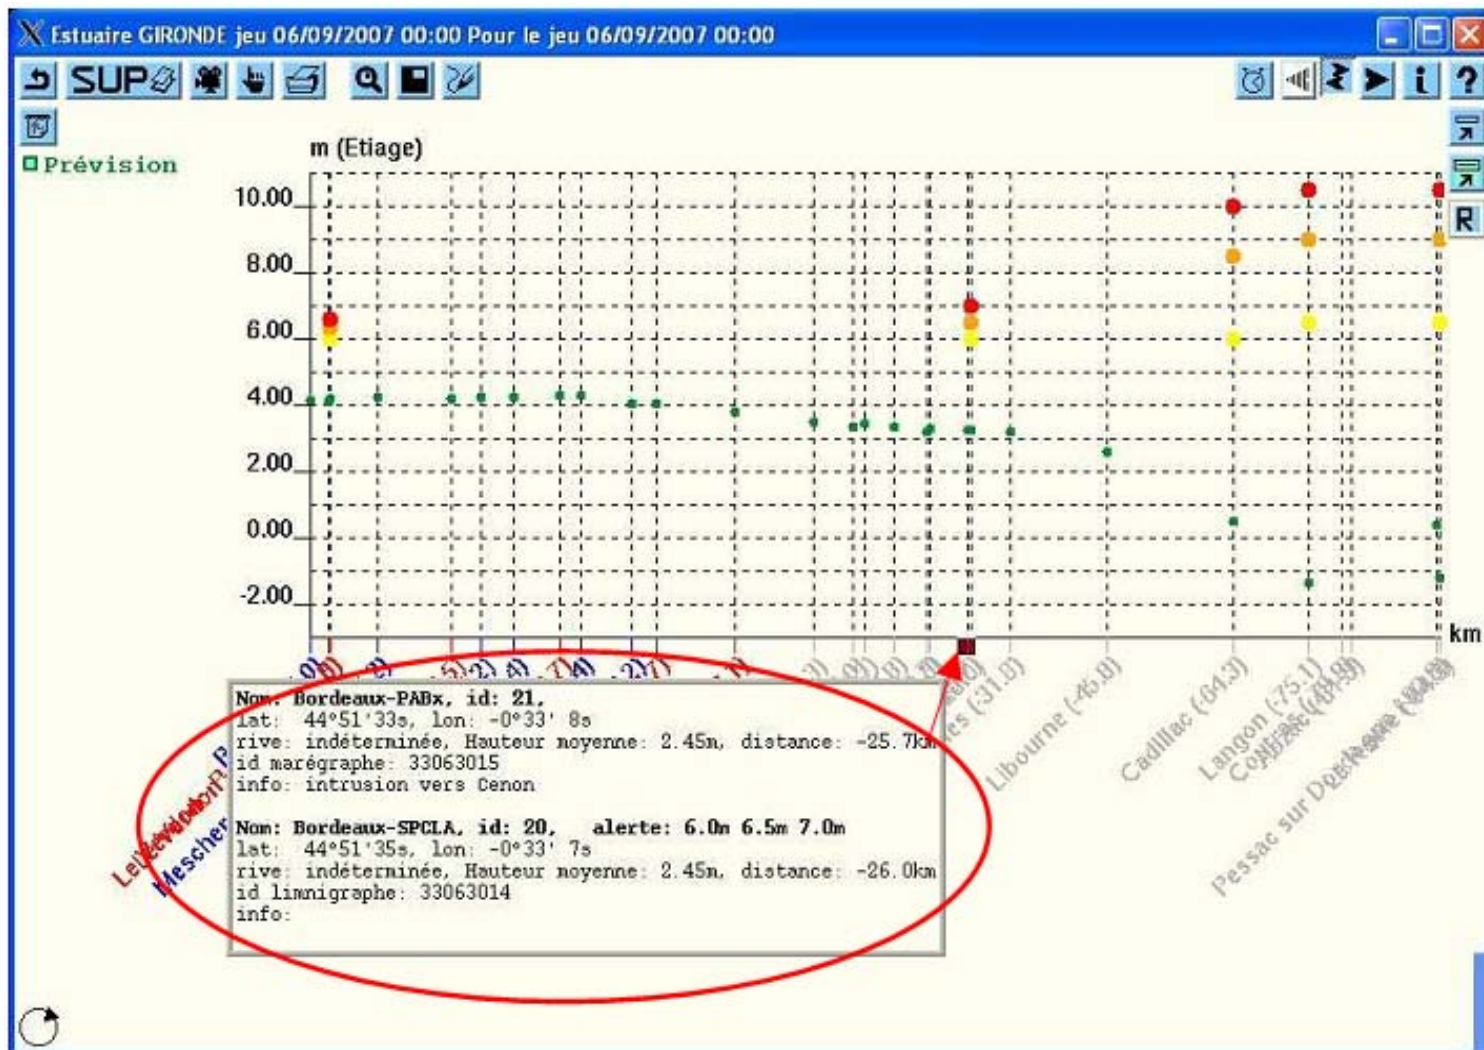 Estuaire GIRONDE jeu 06/09/2007 00:00 Pour le jeu 06/09/2007 00:00
SUP
i ?
Prévision
m (Etiage)
R
10.00
8.00
6.00
4.00
2.00
0.00
-2.00
km
Libourne (-45.8)
Cadillac (-64.3)
Langon (-75.1)
Pessac sur Dordogne
Nom: Bordeaux-PABx, id: 21,
lat: 44°51'33s, lon: -0°33' 8s
rive: indéterminée, Hauteur moyenne: 2.45m, distance: -25.7km
id marégraphe: 33063015
info: intrusion vers Cenon
Nom: Bordeaux-SPCLA, id: 20, alerte: 6.0m 6.5m 7.0m
lat: 44°51'35s, lon: -0°33' 7s
rive: indéterminée, Hauteur moyenne: 2.45m, distance: -26.0km
id limnigraphe: 33063014
info: